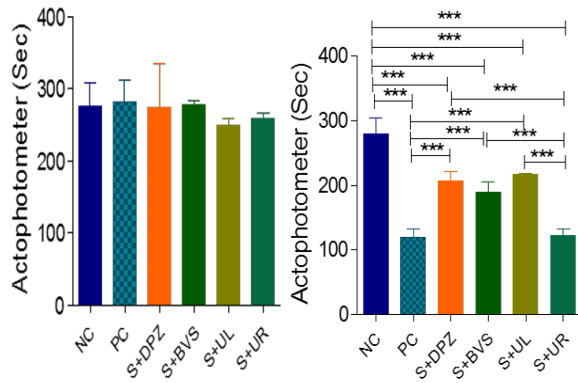 Actophotometer (Sec)
400
300
200
100
0
NC
PC
S+DPZ
S+BVS
S+UL
S+UR
Actophotometer (Sec)
400
300
200
100
0
***
***
***
***
***
***
***
***
***
***
***
NC
PC
S+DPZ
S+BVS
S+UL
S+UR